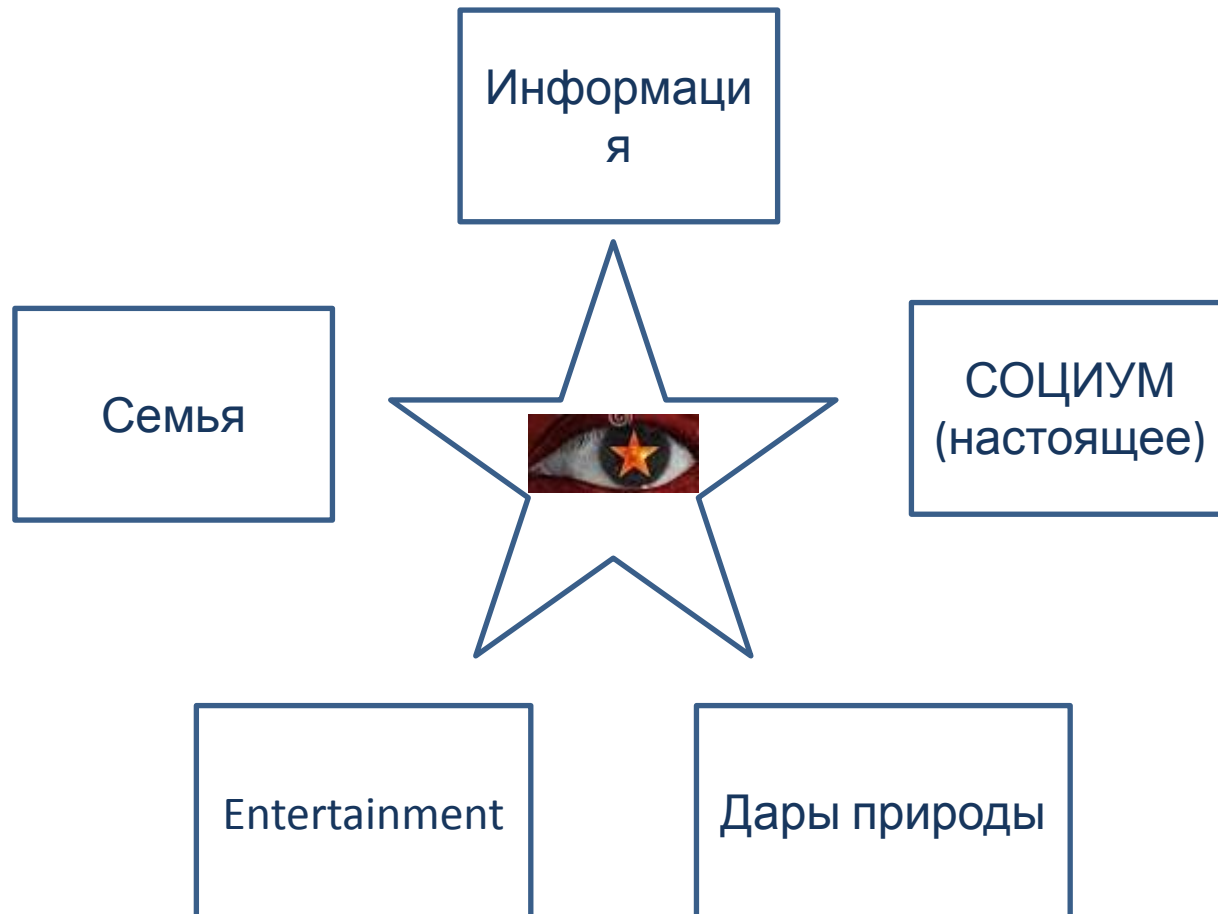 Информаци
я
Семья
СОЦИУМ
(настоящее)
Entertainment
Дары природы